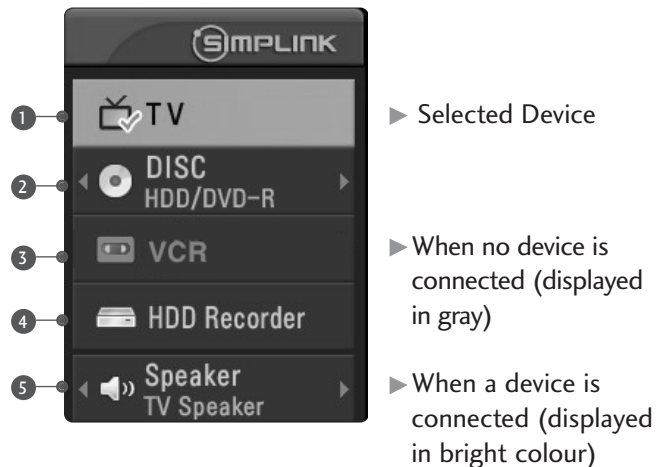 SIMPLINK
1 TV ▶ Selected Device
2 DISC
HDD/DVD-R
3 VCR ▶ When no device is
connected (displayed
in gray)
4 HDD Recorder
5 Speaker
TV Speaker
▶ When a device is
connected (displayed
in bright colour)